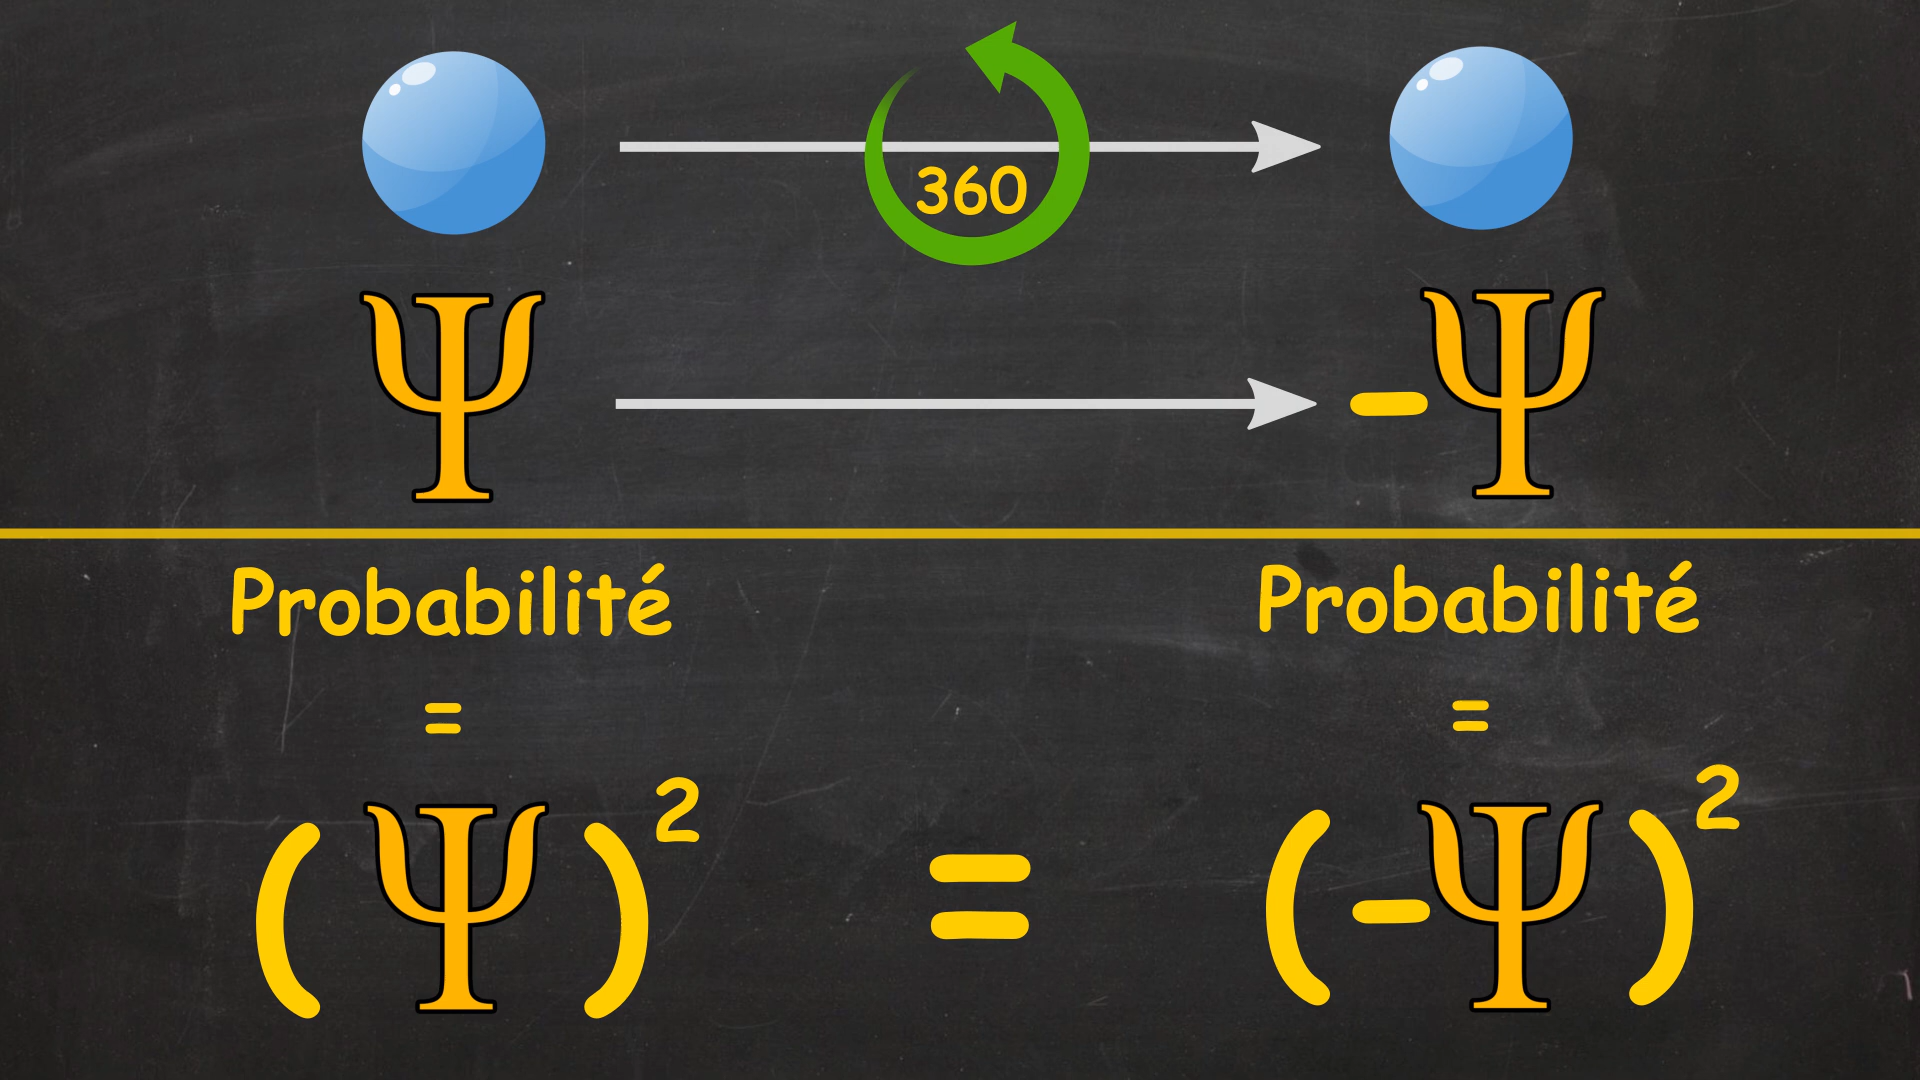 360
Ψ -Ψ
Probabilité Probabilité
= =
(Ψ)² = (-Ψ)²